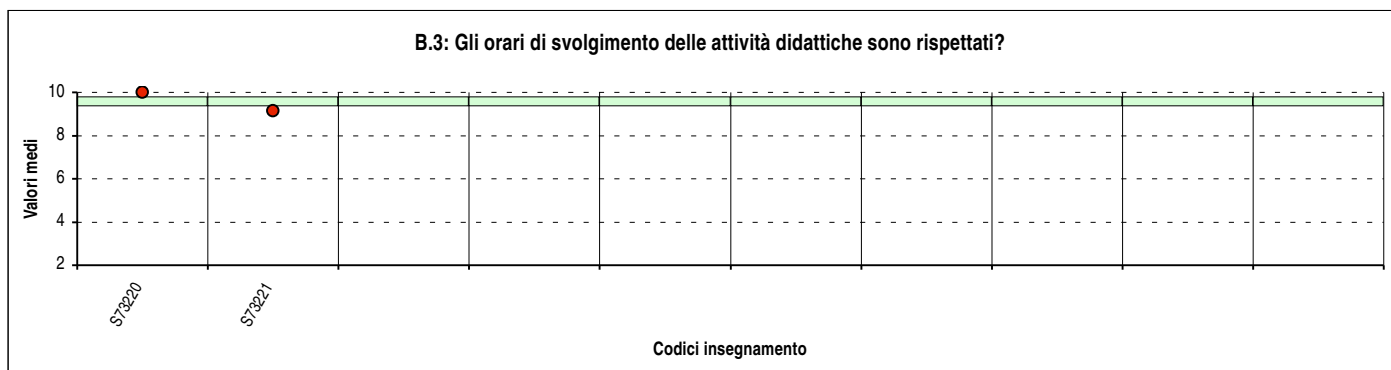 B.3: Gli orari di svolgimento delle attività didattiche sono rispettati?
Valori medi
10
8
6
4
2
S73220
S73221
Codici insegnamento